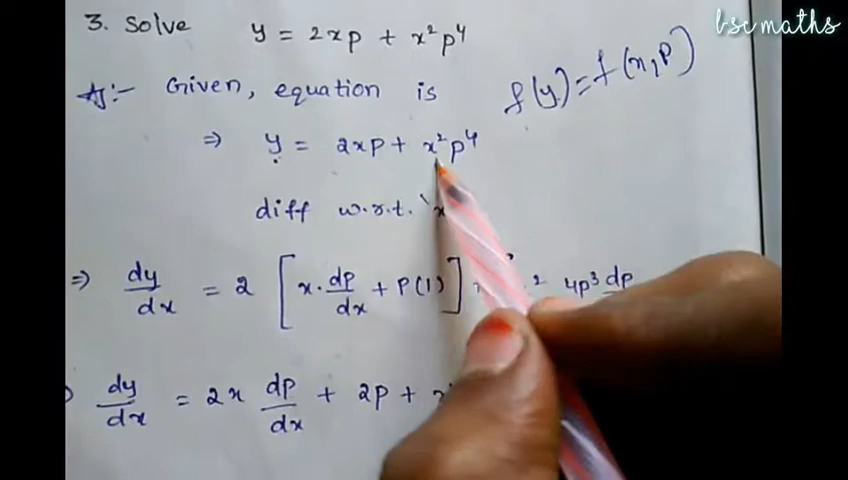 bsc maths
3. Solve y = 2xp + x²p⁴
Given, equation is f(y) = f(x, p)
⇒ y = 2xp + x²p⁴
diff w.r.t. 'x
⇒ dy/dx = 2 [x · dp/dx + P(1)] 2 4p³ dp
dy/dx = 2x dp/dx + 2p +